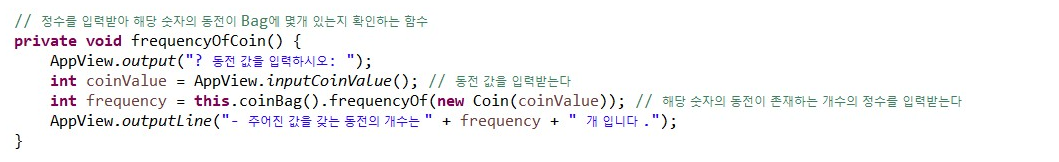 // 정수를 입력받아 해당 숫자의 동전이 Bag에 몇개 있는지 확인하는 함수
private void frequencyOfCoin() {
    AppView.output("? 동전 값을 입력하시오: ");
    int coinValue = AppView.inputCoinValue(); // 동전 값을 입력받는다
    int frequency = this.coinBag().frequencyOf(new Coin(coinValue)); // 해당 숫자의 동전이 존재하는 개수의 정수를 입력받는다
    AppView.outputLine("- 주어진 값을 갖는 동전의 개수는 " + frequency + " 개 입니다 .");
}